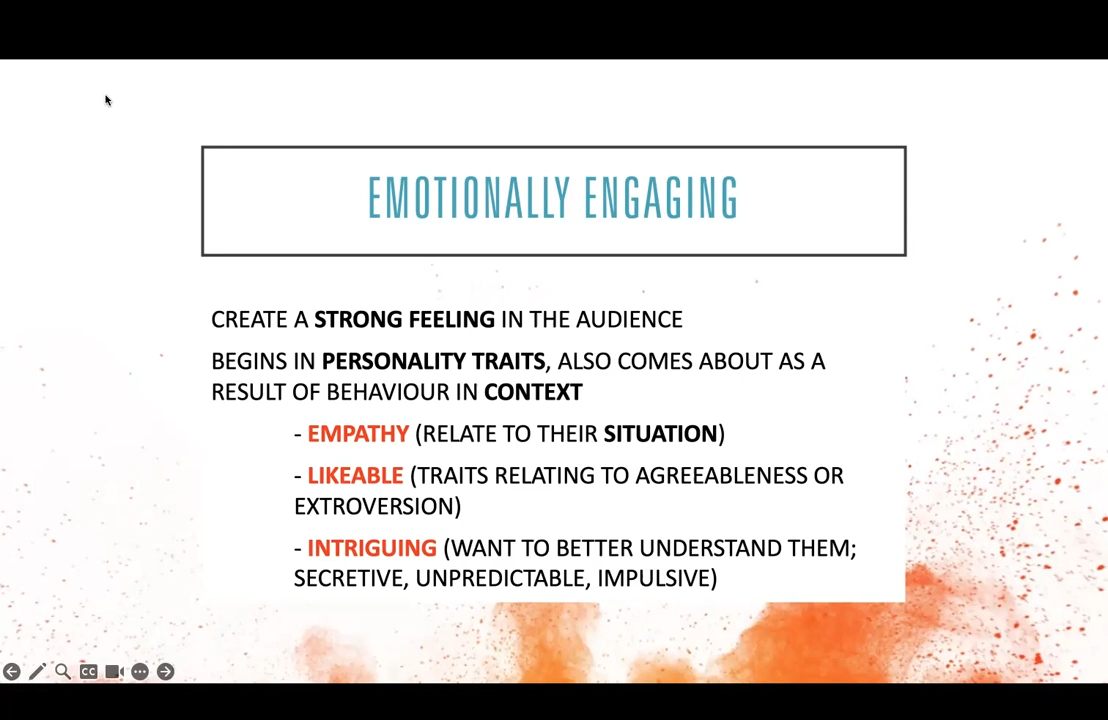 EMOTIONALLY ENGAGING
CREATE A STRONG FEELING IN THE AUDIENCE
BEGINS IN PERSONALITY TRAITS, ALSO COMES ABOUT AS A
RESULT OF BEHAVIOUR IN CONTEXT
- EMPATHY (RELATE TO THEIR SITUATION)
- LIKEABLE (TRAITS RELATING TO AGREEABLENESS OR
EXTROVERSION)
- INTRIGUING (WANT TO BETTER UNDERSTAND THEM;
SECRETIVE, UNPREDICTABLE, IMPULSIVE)
CC